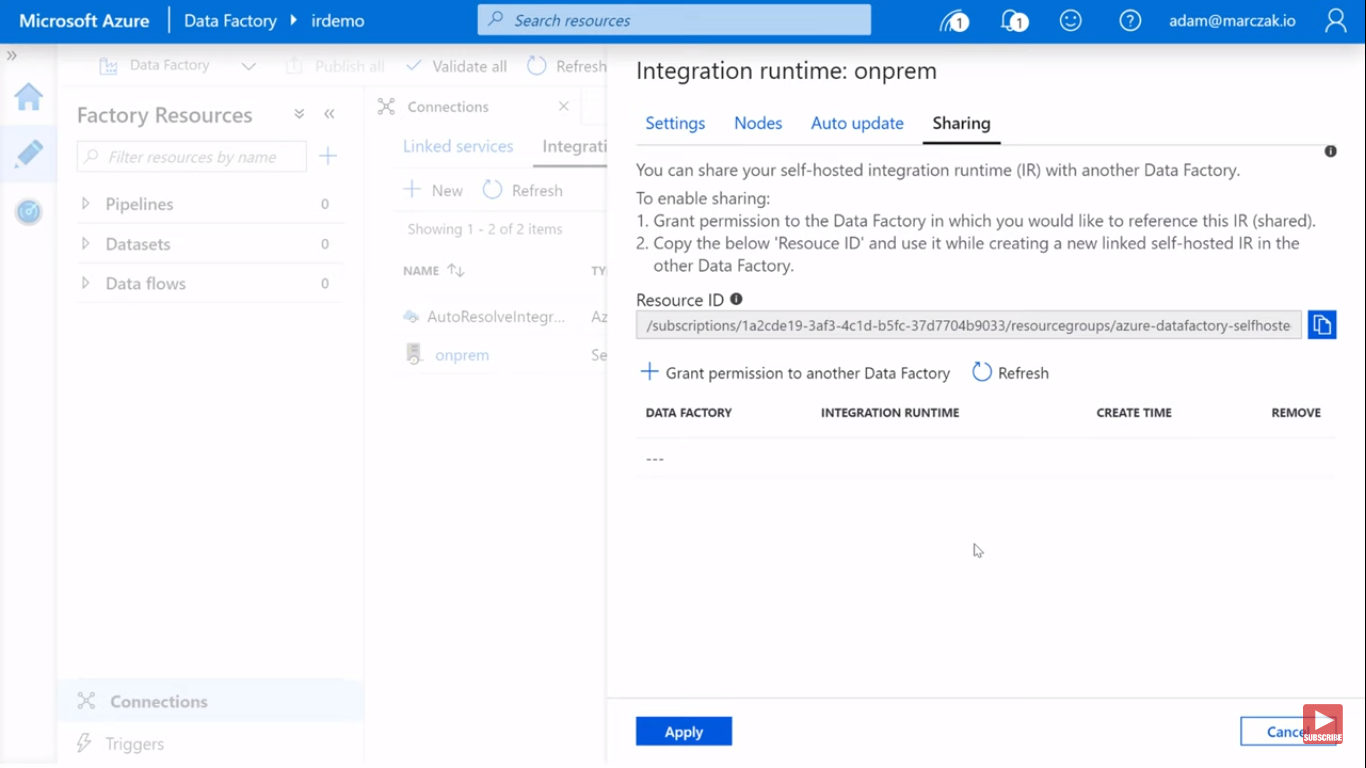 Microsoft Azure
Data Factory
irdemo
Search resources
1
1
adam@marczak.io
Data Factory
Publish all
Validate all
Refresh
Factory Resources
Filter resources by name
Pipelines 0
Datasets 0
Data flows 0
Connections
Triggers
Connections
Linked services
Integrati
New
Refresh
Showing 1 - 2 of 2 items
NAME TY
AutoResolveIntegr... Az
onprem Se
Integration runtime: onprem
Settings Nodes Auto update Sharing
You can share your self-hosted integration runtime (IR) with another Data Factory.
To enable sharing:
1. Grant permission to the Data Factory in which you would like to reference this IR (shared).
2. Copy the below 'Resouce ID' and use it while creating a new linked self-hosted IR in the
other Data Factory.
Resource ID
/subscriptions/1a2cde19-3af3-4c1d-b5fc-37d7704b9033/resourcegroups/azure-datafactory-selfhoste
Grant permission to another Data Factory
Refresh
DATA FACTORY INTEGRATION RUNTIME CREATE TIME REMOVE
---
Apply
Cancel
SUBSCRIBE